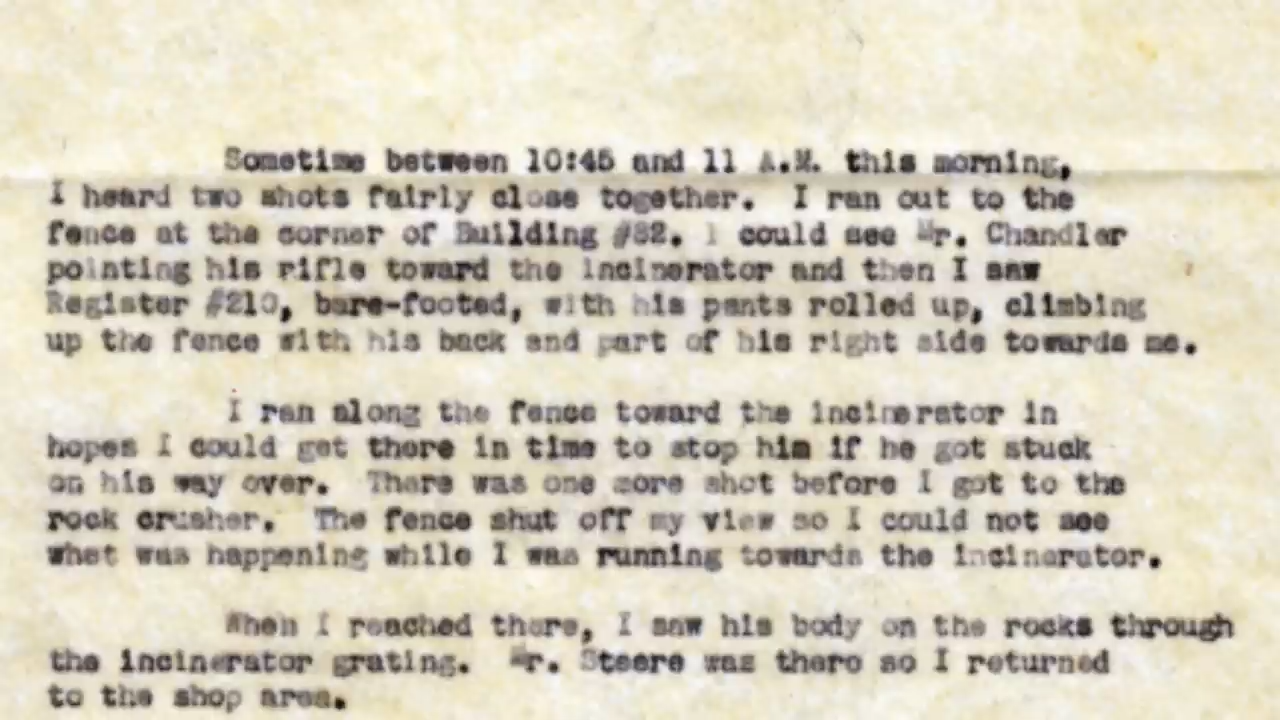 Sometime between 10:45 and 11 A.M. this morning,
I heard two shots fairly close together. I ran out to the
fence at the corner of Building #82. I could see Mr. Chandler
pointing his rifle toward the incinerator and then I saw
Register #210, bare-footed, with his pants rolled up, climbing
up the fence with his back and part of his right side towards me.
I ran along the fence toward the incinerator in
hopes I could get there in time to stop him if he got stuck
on his way over. There was one more shot before I got to the
rock crusher. The fence shut off my view so I could not see
what was happening while I was running towards the incinerator.
When I reached there, I saw his body on the rocks through
the incinerator grating. Mr. Steere was there so I returned
to the shop area.